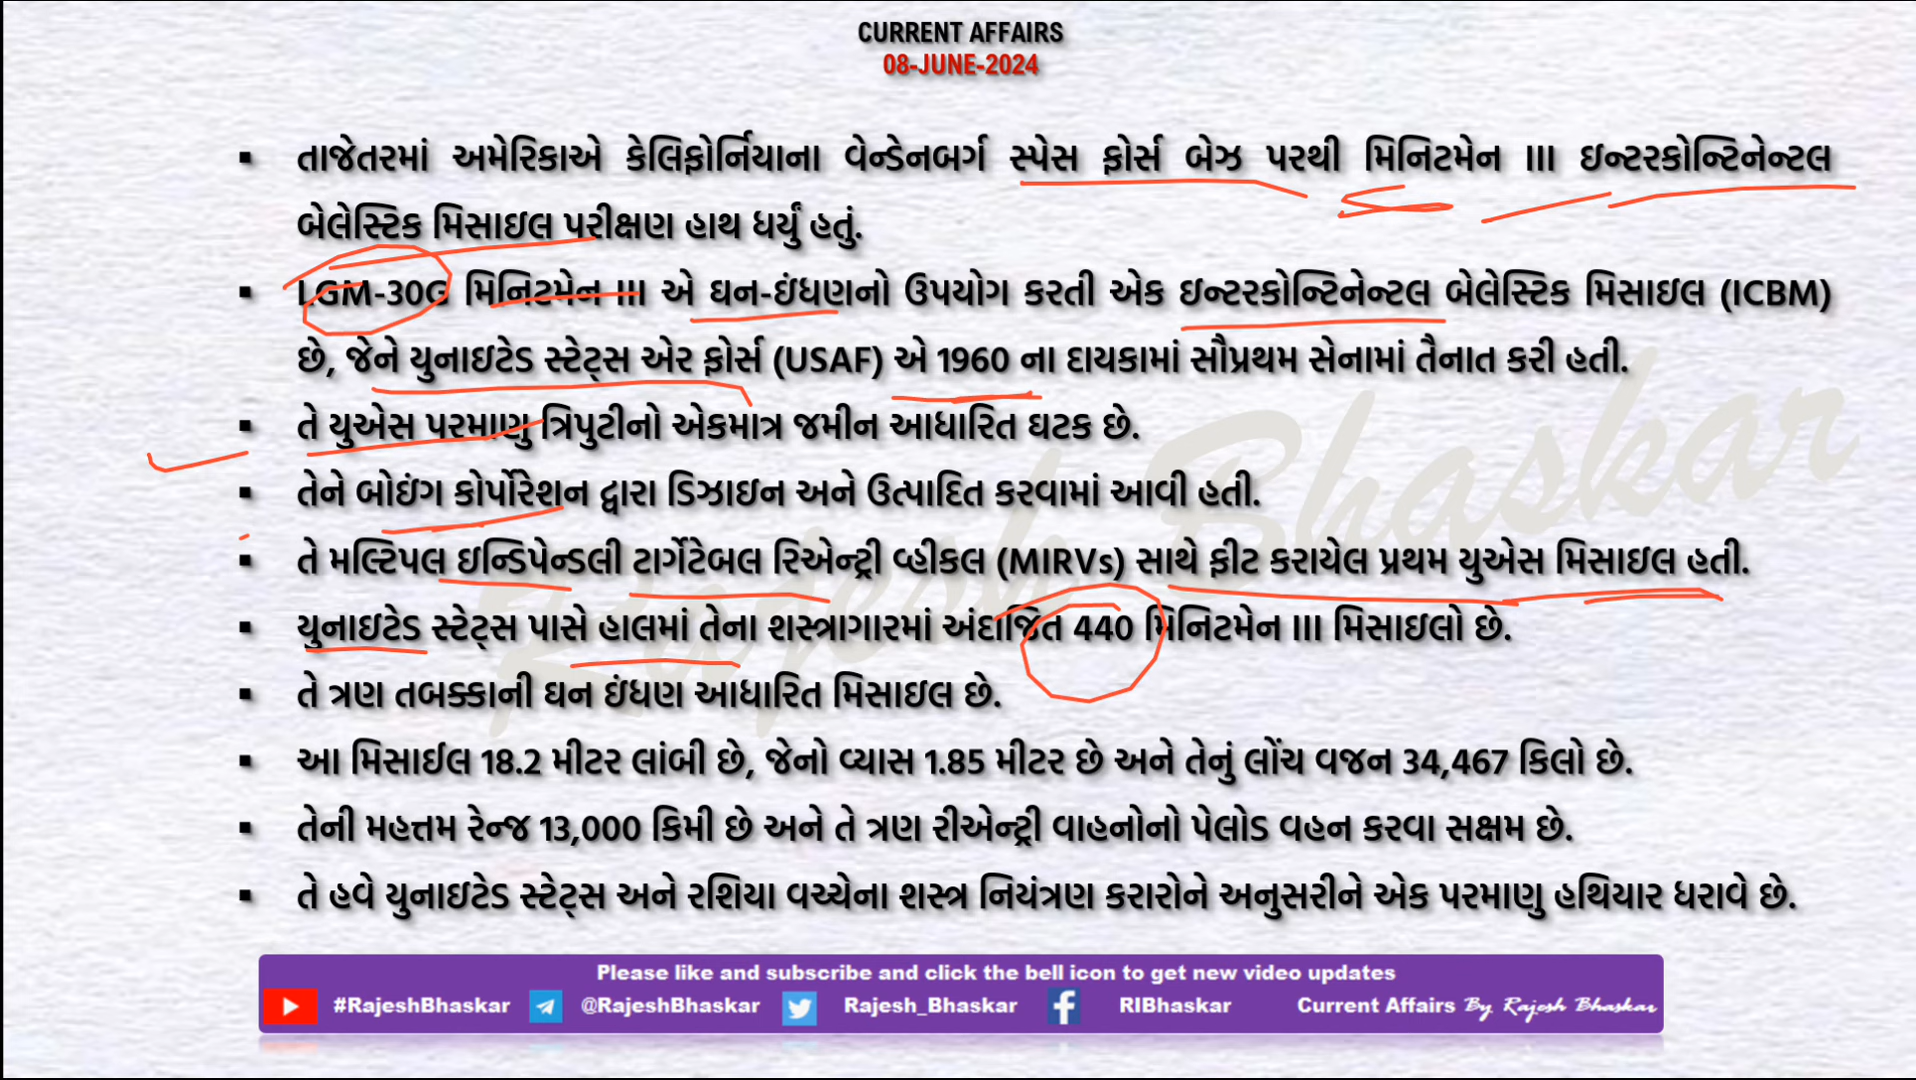 CURRENT AFFAIRS
08-JUNE-2024
▪ તાજેતરમાં અમેરિકાએ કેલિફોર્નિયાના વેન્ડેનબર્ગ સ્પેસ ફોર્સ બેઝ પરથી મિનિટમેન III ઇન્ટરકોન્ટિનેન્ટલ
બેલેસ્ટિક મિસાઇલ પરીક્ષણ હાથ ધર્યું હતું.
▪ LGM-30G મિનિટમેન III એ ઘન-ઇંધણનો ઉપયોગ કરતી એક ઇન્ટરકોન્ટિનેન્ટલ બેલેસ્ટિક મિસાઇલ (ICBM)
છે, જેને યુનાઇટેડ સ્ટેટ્સ એર ફોર્સ (USAF) એ 1960 ના દાયકામાં સૌપ્રથમ સેનામાં તૈનાત કરી હતી.
▪ તે યુએસ પરમાણુ ત્રિપુટીનો એકમાત્ર જમીન આધારિત ઘટક છે.
▪ તેને બોઇંગ કોર્પોરેશન દ્વારા ડિઝાઇન અને ઉત્પાદિત કરવામાં આવી હતી.
▪ તે મલ્ટિપલ ઇન્ડિપેન્ડલી ટાર્ગેટેબલ રિએન્ટ્રી વ્હીકલ (MIRVs) સાથે ફીટ કરાયેલ પ્રથમ યુએસ મિસાઇલ હતી.
▪ યુનાઇટેડ સ્ટેટ્સ પાસે હાલમાં તેના શસ્ત્રાગારમાં અંદાજિત 440 મિનિટમેન III મિસાઇલો છે.
▪ તે ત્રણ તબક્કાની ઘન ઇંધણ આધારિત મિસાઇલ છે.
▪ આ મિસાઈલ 18.2 મીટર લાંબી છે, જેનો વ્યાસ 1.85 મીટર છે અને તેનું લોંચ વજન 34,467 કિલો છે.
▪ તેની મહત્તમ રેન્જ 13,000 કિમી છે અને તે ત્રણ રીએન્ટ્રી વાહનોનો પેલોડ વહન કરવા સક્ષમ છે.
▪ તે હવે યુનાઇટેડ સ્ટેટ્સ અને રશિયા વચ્ચેના શસ્ત્ર નિયંત્રણ કરારોને અનુસરીને એક પરમાણુ હથિયાર ધરાવે છે.
Rajesh Bhaskar
Please like and subscribe and click the bell icon to get new video updates
#RajeshBhaskar @RajeshBhaskar Rajesh_Bhaskar RIBhaskar Current Affairs By Rajesh Bhaskar